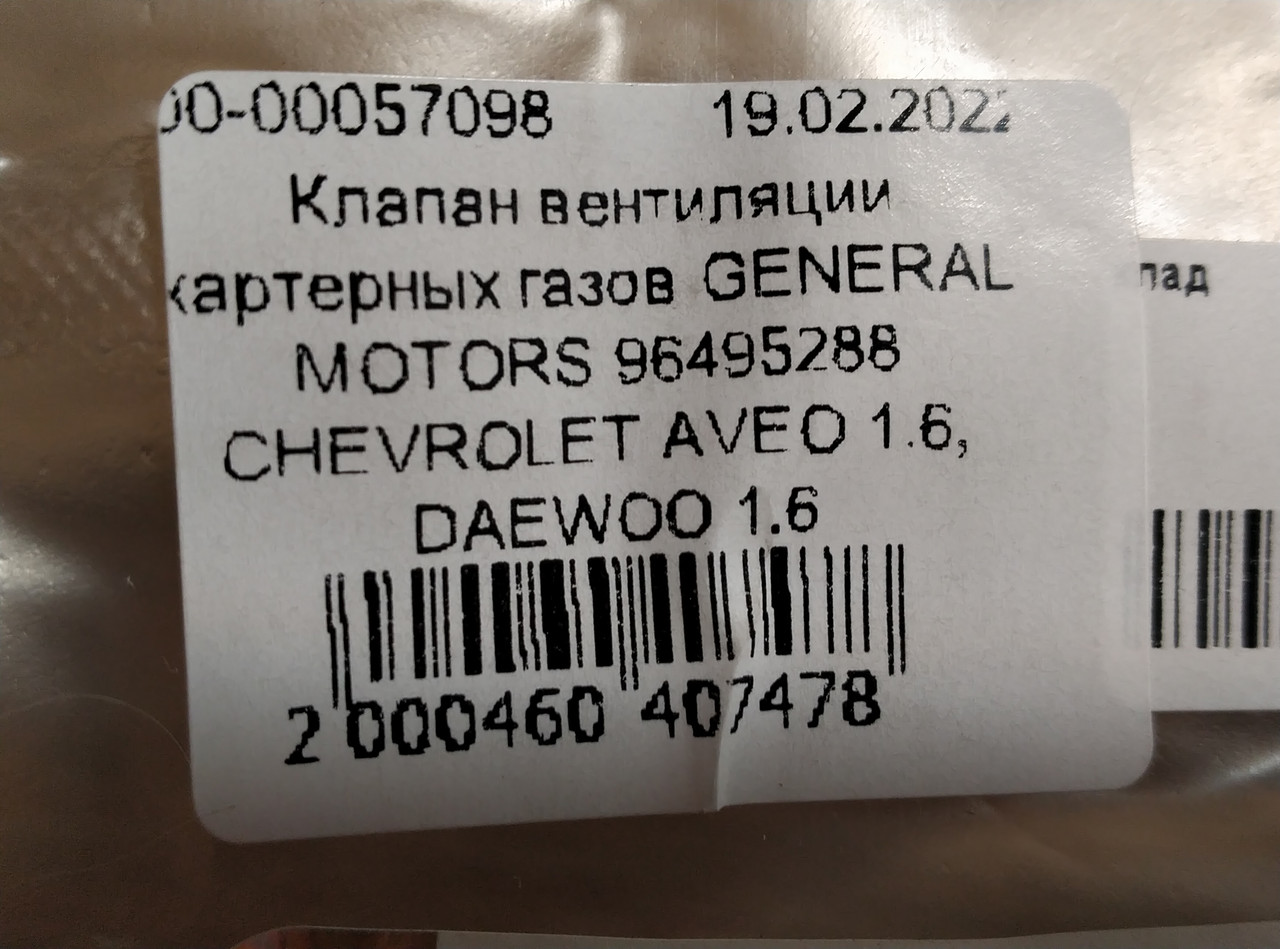 00-00057098 19.02.2022
Клапан вентиляции
картерных газов GENERAL
MOTORS 96495288
CHEVROLET AVEO 1.6,
DAEWOO 1.6
2 000460 407478